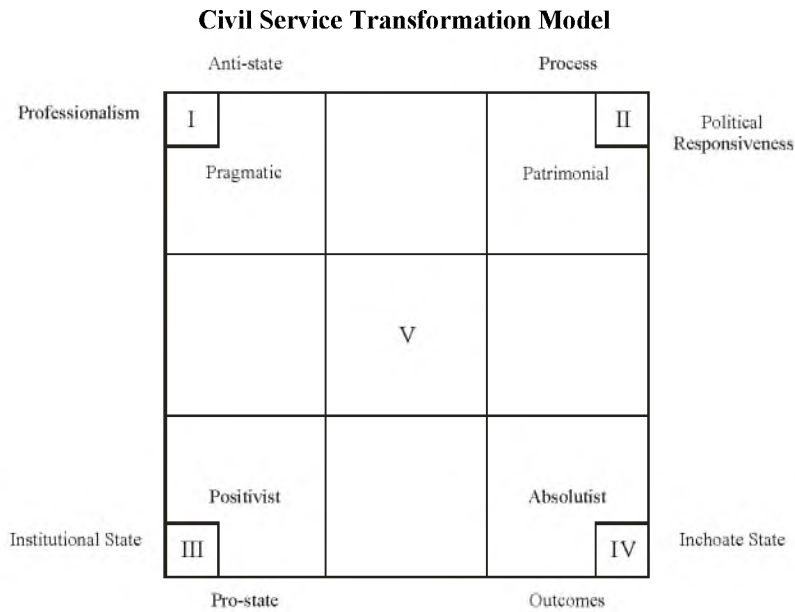 Civil Service Transformation Model
Anti-state
Process
Professionalism
I
II
Political
Responsiveness
Pragmatic
Patrimonial
V
Positivist
Absolutist
Institutional State
III
IV
Inchoate State
Pro-state
Outcomes